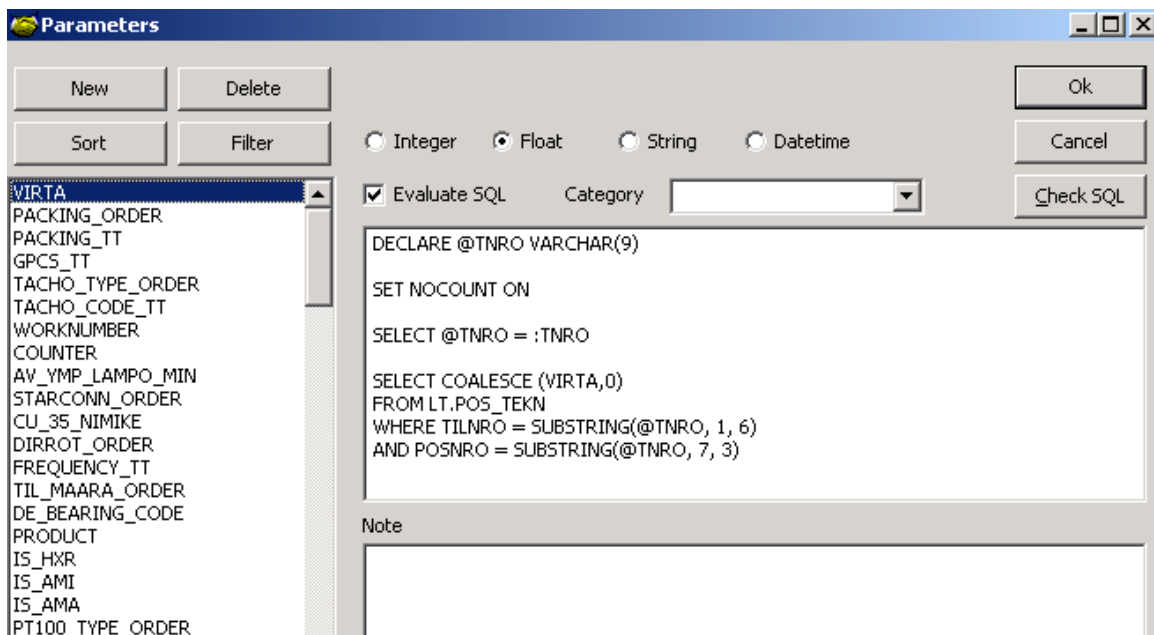 Parameters
New
Delete
Ok
Sort
Filter
Integer
Float
String
Datetime
Cancel
VIRTA
PACKING_ORDER
PACKING_TT
GPCS_TT
TACHO_TYPE_ORDER
TACHO_CODE_TT
WORKNUMBER
COUNTER
AV_YMP_LAMPO_MIN
STARCONN_ORDER
CU_35_NIMIKE
DIRROT_ORDER
FREQUENCY_TT
TIL_MAARA_ORDER
DE_BEARING_CODE
PRODUCT
IS_HXR
IS_AMI
IS_AMA
PT100_TYPE_ORDER
Evaluate SQL
Category
Check SQL
DECLARE @TNRO VARCHAR(9)
SET NOCOUNT ON
SELECT @TNRO = :TNRO
SELECT COALESCE (VIRTA,0)
FROM LT.POS_TEKN
WHERE TILNRO = SUBSTRING(@TNRO, 1, 6)
AND POSNRO = SUBSTRING(@TNRO, 7, 3)
Note